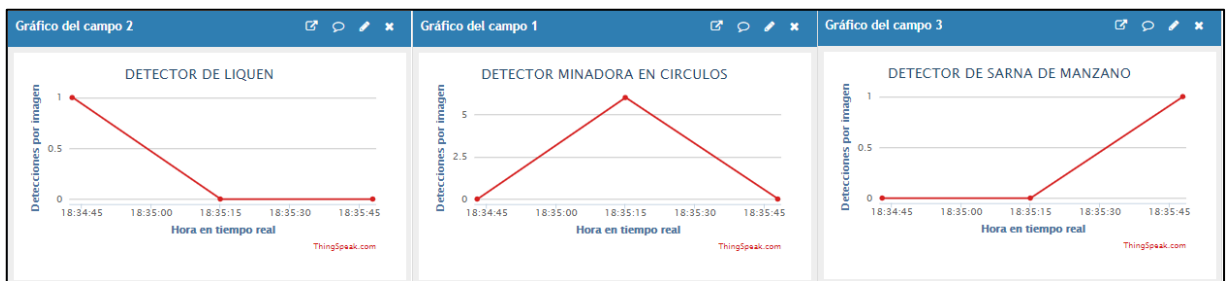 Gráfico del campo 2
DETECTOR DE LIQUEN
Detecciones por imagen
1
0.5
0
18:34:45 18:35:00 18:35:15 18:35:30 18:35:45
Hora en tiempo real
ThingSpeak.com
Gráfico del campo 1
DETECTOR MINADORA EN CIRCULOS
Detecciones por imagen
5
2.5
0
18:34:45 18:35:00 18:35:15 18:35:30 18:35:45
Hora en tiempo real
ThingSpeak.com
Gráfico del campo 3
DETECTOR DE SARNA DE MANZANO
Detecciones por imagen
1
0.5
0
18:34:45 18:35:00 18:35:15 18:35:30 18:35:45
Hora en tiempo real
ThingSpeak.com